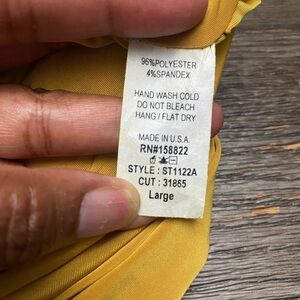 96%POLYESTER
4%SPANDEX
HAND WASH COLD
DO NOT BLEACH
HANG / FLAT DRY
MADE IN U.S.A.
RN#158822
STYLE : ST1122A
CUT : 31865
Large